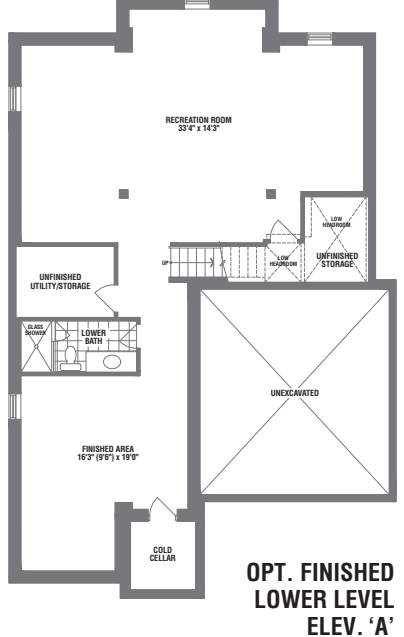 RECREATION ROOM
33'4" x 14'3"
LOW
HEADROOM
UNFINISHED
STORAGE
UP
LOW
HEADROOM
UNFINISHED
UTILITY/STORAGE
GLASS
SHOWER
LOWER
BATH
UNEXCAVATED
FINISHED AREA
16'3" (9'6") x 19'0"
COLD
CELLAR
OPT. FINISHED
LOWER LEVEL
ELEV. ‘A’